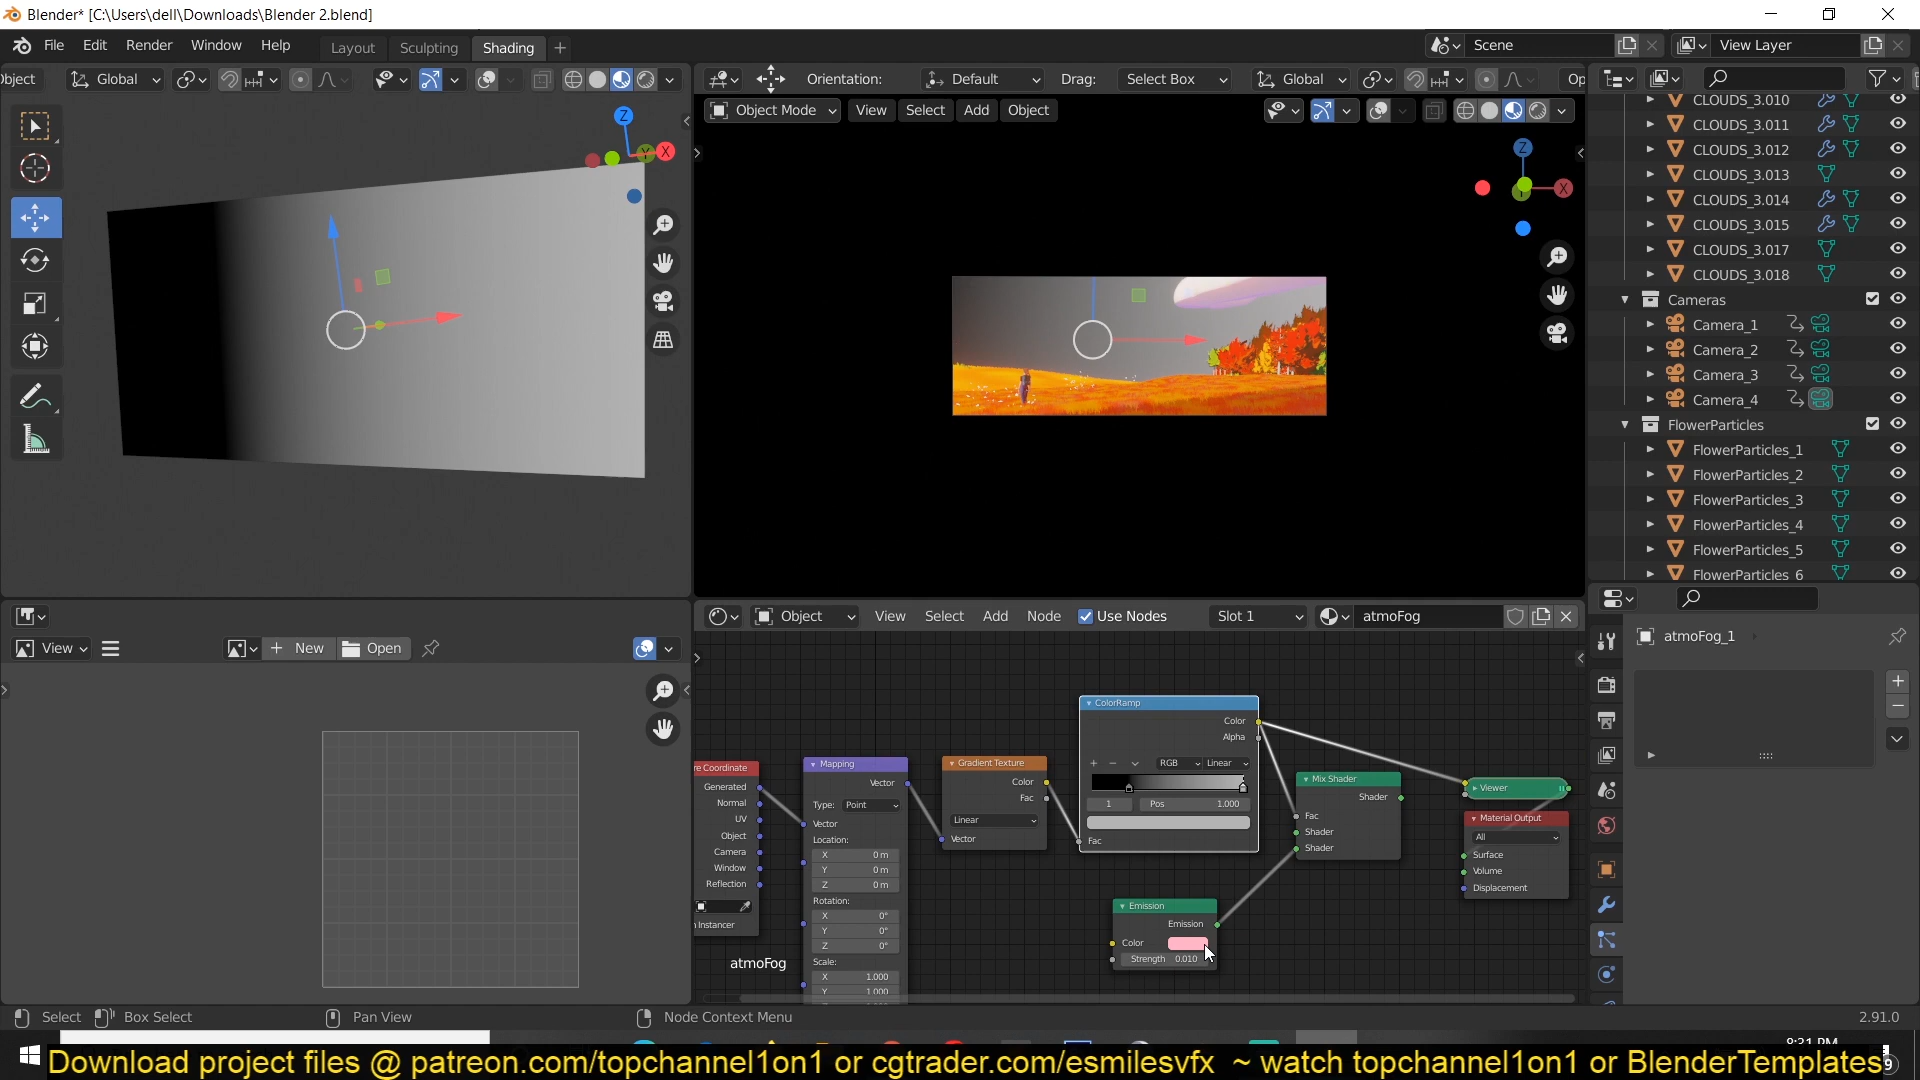 Blender* [C:\Users\dell\Downloads\Blender 2.blend]
File Edit Render Window Help Layout Sculpting Shading + Scene View Layer
bject Global Orientation: Default Drag: Select Box Global Op
Object Mode View Select Add Object
Z
X
Z
X
CLOUDS_3.010
CLOUDS_3.011
CLOUDS_3.012
CLOUDS_3.013
CLOUDS_3.014
CLOUDS_3.015
CLOUDS_3.017
CLOUDS_3.018
Cameras
Camera_1
Camera_2
Camera_3
Camera_4
FlowerParticles
FlowerParticles_1
FlowerParticles_2
FlowerParticles_3
FlowerParticles_4
FlowerParticles_5
FlowerParticles_6
Object View Select Add Node Use Nodes Slot 1 atmoFog
View + New Open
atmoFog_1
re Coordinate
Generated
Normal
UV
Object
Camera
Window
Reflection
n Instancer
Mapping
Vector
Type: Point
Vector
Location:
X 0 m
Y 0 m
Z 0 m
Rotation:
X 0°
Y 0°
Z 0°
Scale:
X 1.000
Y 1.000
Gradient Texture
Color
Fac
Linear
Vector
ColorRamp
Color
Alpha
+ − RGB Linear
1 Pos 1.000
Fac
Emission
Emission
Color
Strength 0.010
Mix Shader
Shader
Fac
Shader
Shader
Viewer
Material Output
All
Surface
Volume
Displacement
atmoFog
Select Box Select Pan View Node Context Menu 2.91.0
Download project files @ patreon.com/topchannel1on1 or cgtrader.com/esmilesvfx ~ watch topchannel1on1 or BlenderTemplates